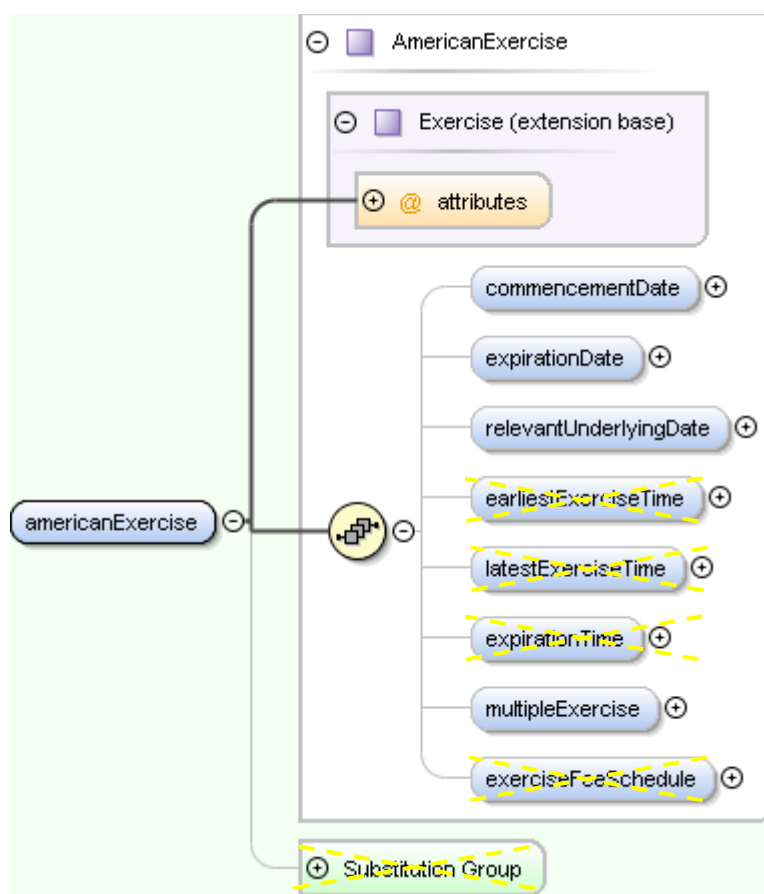 AmericanExercise
Exercise (extension base)
@ attributes
commencementDate
expirationDate
relevantUnderlyingDate
earliestExerciseTime
americanExercise
latestExerciseTime
expirationTime
multipleExercise
exerciseFeeSchedule
Substitution Group